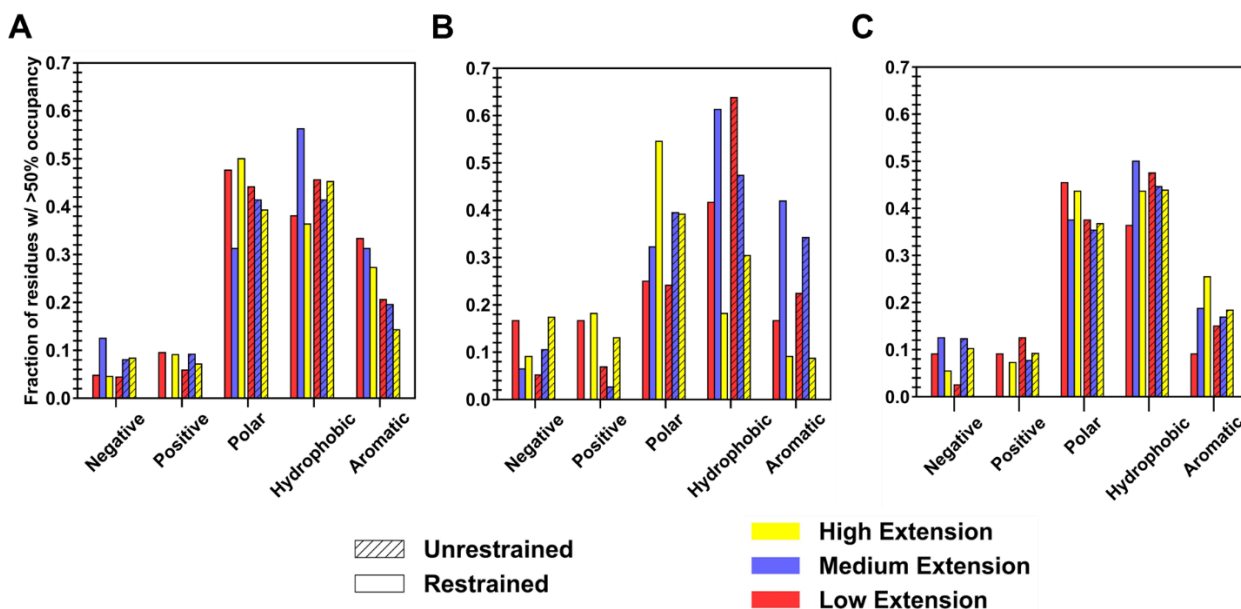 A
B
C
Fraction of residues w/ >50% occupancy
0.7
0.6
0.5
0.4
0.3
0.2
0.1
0.0
Negative
Positive
Polar
Hydrophobic
Aromatic
0.7
0.6
0.5
0.4
0.3
0.2
0.1
0.0
Negative
Positive
Polar
Hydrophobic
Aromatic
0.7
0.6
0.5
0.4
0.3
0.2
0.1
0.0
Negative
Positive
Polar
Hydrophobic
Aromatic
Unrestrained
Restrained
High Extension
Medium Extension
Low Extension